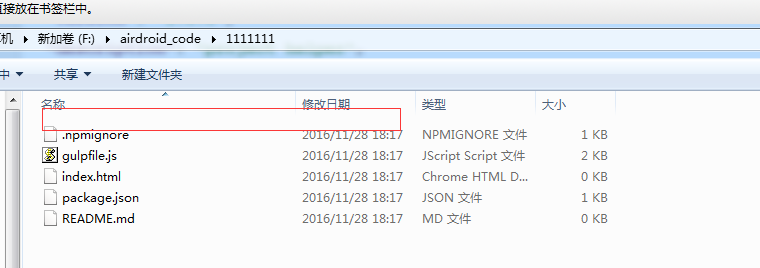 直接放在书签栏中。
机 ▸ 新加卷 (F:) ▸ airdroid_code ▸ 1111111
中 ▼ 共享 ▼ 新建文件夹
名称 修改日期 类型 大小
.npmignore 2016/11/28 18:17 NPMIGNORE 文件 1 KB
gulpfile.js 2016/11/28 18:17 JScript Script 文件 2 KB
index.html 2016/11/28 18:17 Chrome HTML D... 0 KB
package.json 2016/11/28 18:17 JSON 文件 1 KB
README.md 2016/11/28 18:17 MD 文件 0 KB